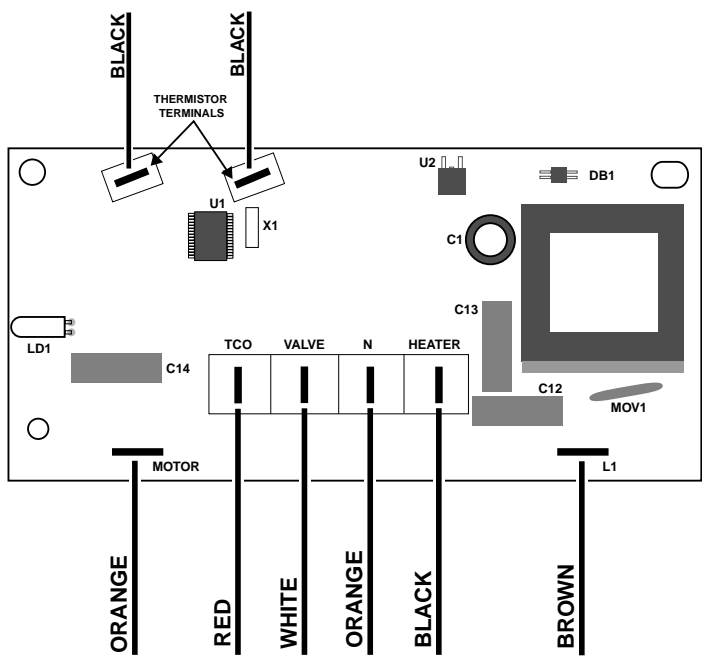 BLACK
BLACK
THERMISTOR
TERMINALS
U2
DB1
U1
X1
C1
C13
LD1
C14
TCO
VALVE
N
HEATER
C12
MOV1
MOTOR
L1
ORANGE
RED
WHITE
ORANGE
BLACK
BROWN